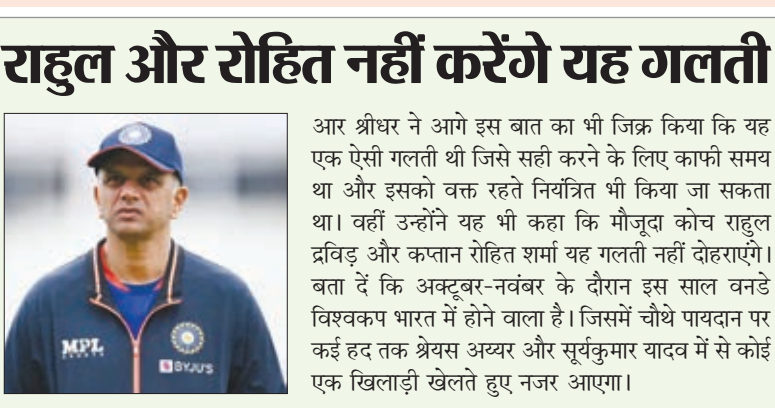 राहुल और रोहित नहीं करेंगे यह गलती
आर श्रीधर ने आगे इस बात का भी जिक्र किया कि यह
एक ऐसी गलती थी जिसे सही करने के लिए काफी समय
था और इसको वक्त रहते नियंत्रित भी किया जा सकता
था। वहीं उन्होंने यह भी कहा कि मौजूदा कोच राहुल
द्रविड़ और कप्तान रोहित शर्मा यह गलती नहीं दोहराएंगे।
बता दें कि अक्टूबर-नवंबर के दौरान इस साल वनडे
विश्वकप भारत में होने वाला है। जिसमें चौथे पायदान पर
कई हद तक श्रेयस अय्यर और सूर्यकुमार यादव में से कोई
एक खिलाड़ी खेलते हुए नजर आएगा।
MPL
SPORTS
BYJU'S